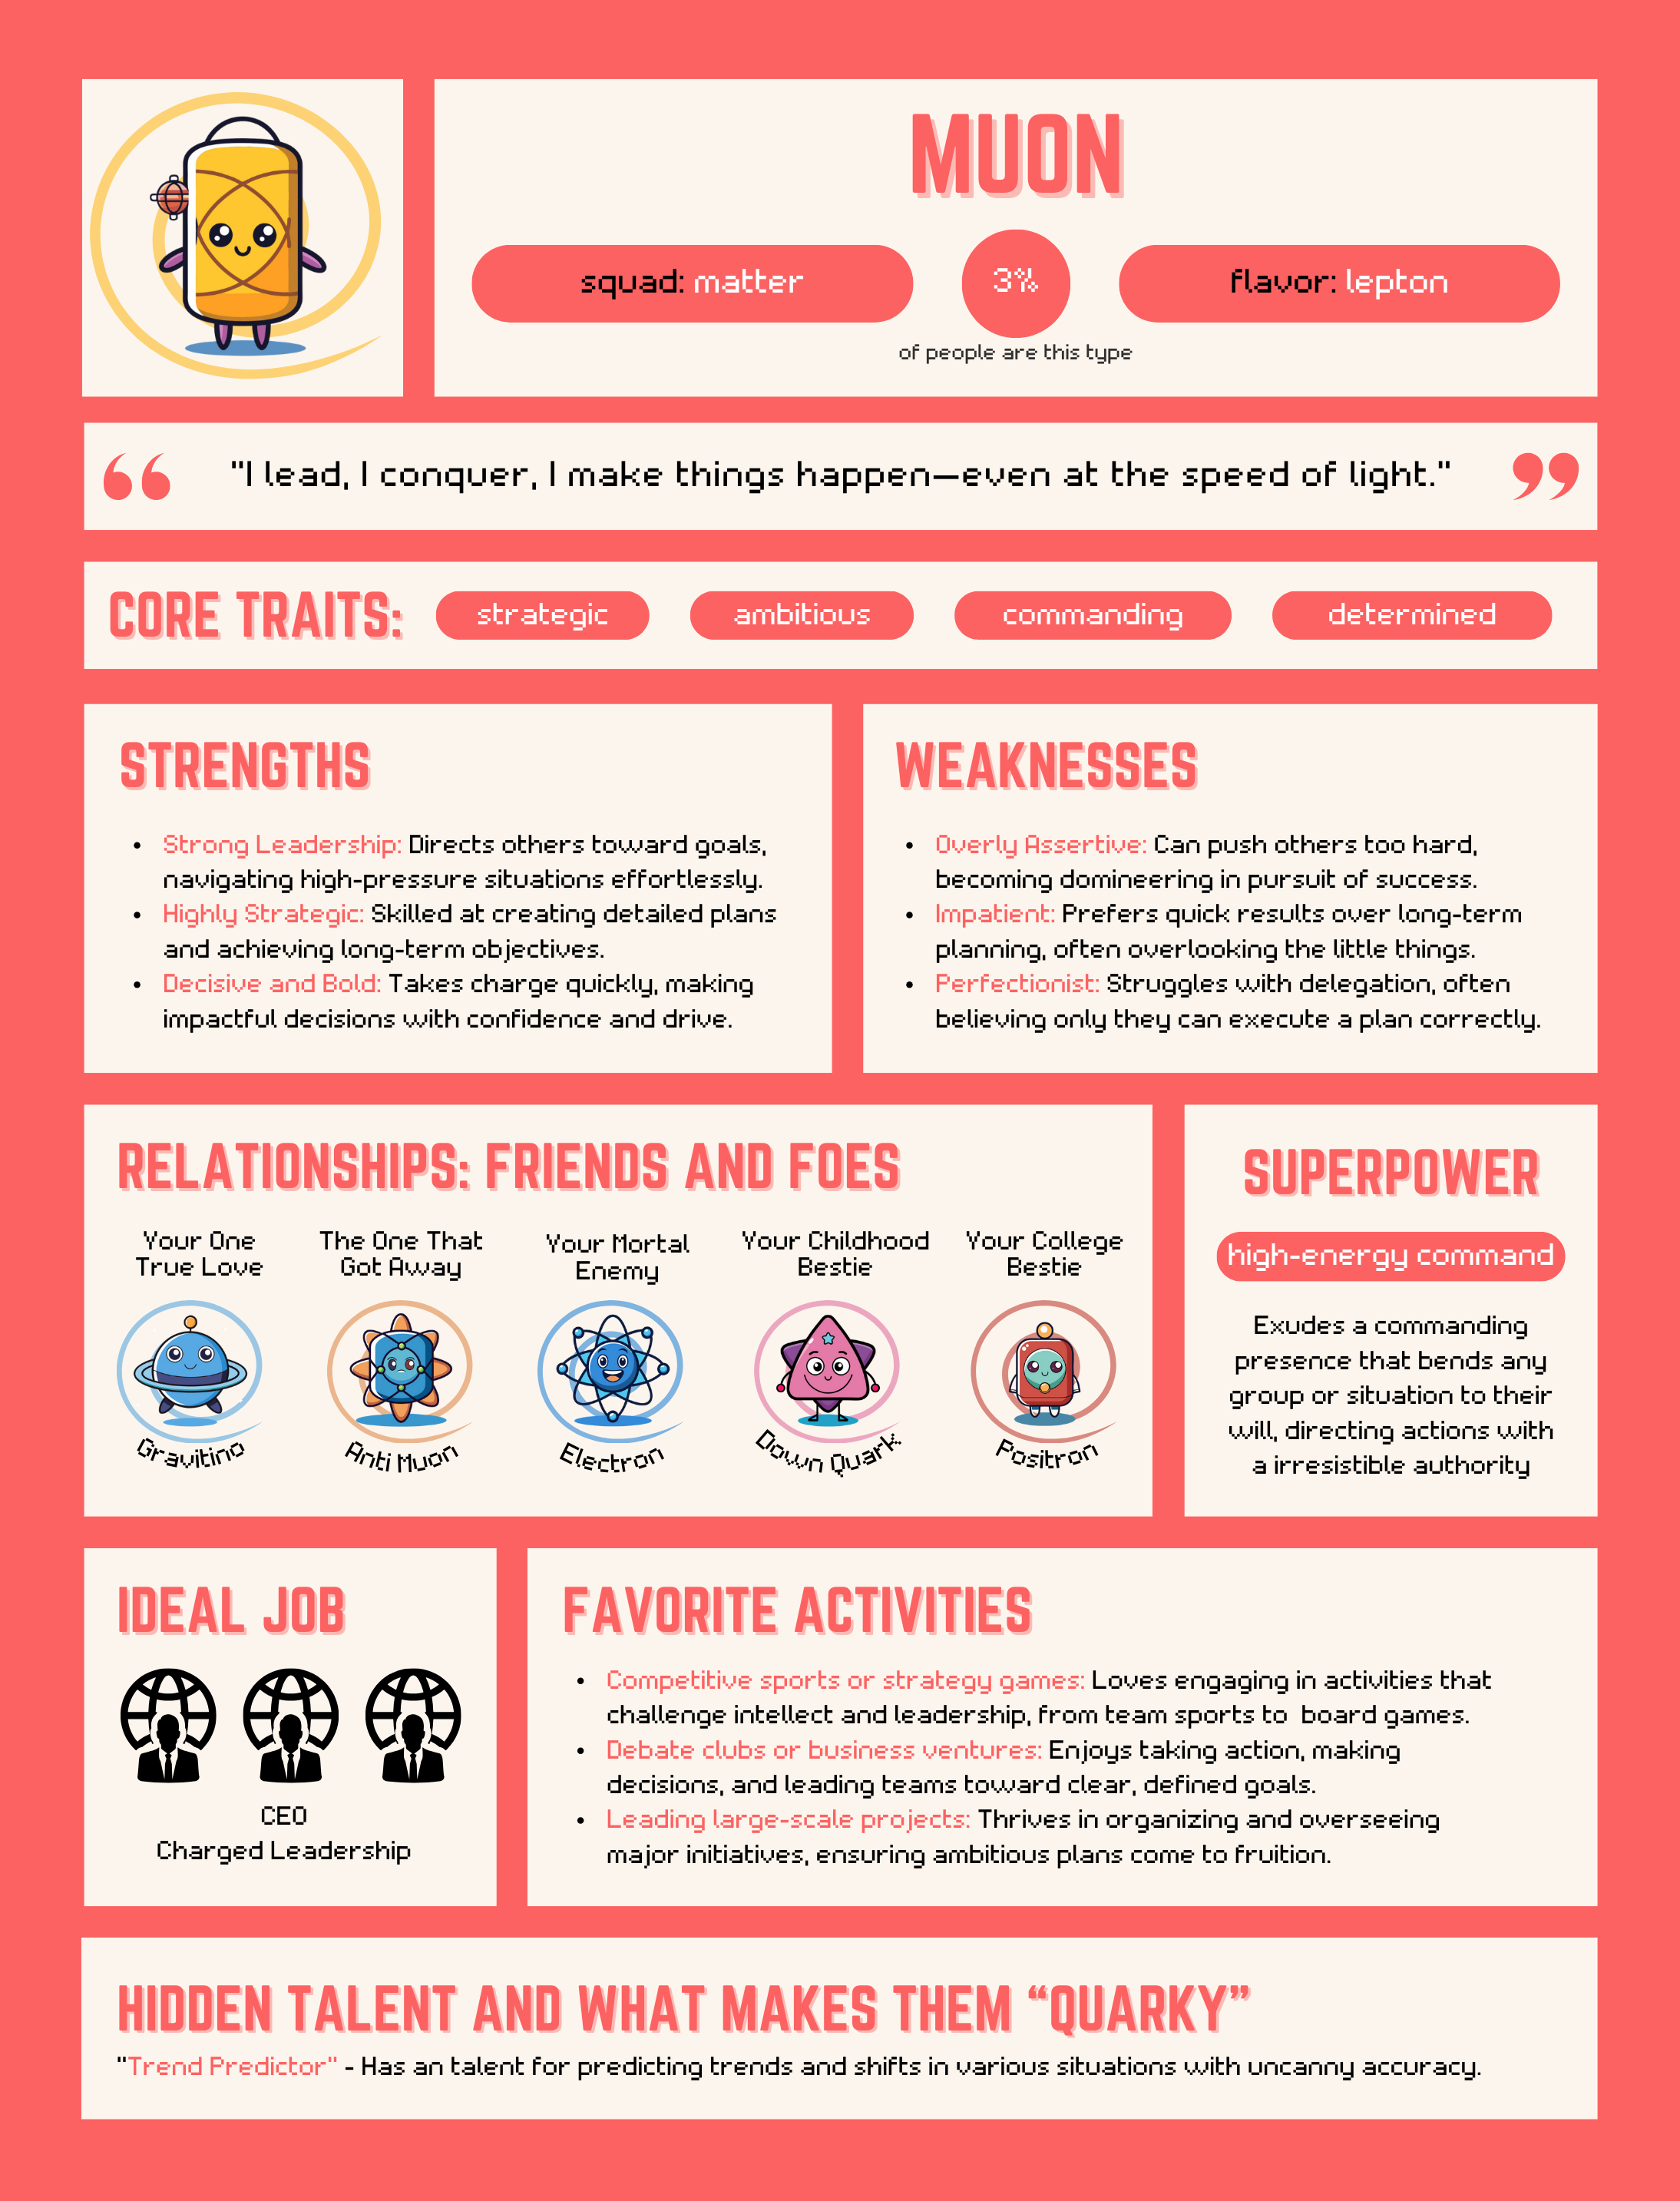 MUON
squad: matter
3%
flavor: lepton
of people are this type
“ "I lead, I conquer, I make things happen—even at the speed of light." ”
CORE TRAITS:
strategic
ambitious
commanding
determined
STRENGTHS
• Strong Leadership: Directs others toward goals,
navigating high-pressure situations effortlessly.
• Highly Strategic: Skilled at creating detailed plans
and achieving long-term objectives.
• Decisive and Bold: Takes charge quickly, making
impactful decisions with confidence and drive.
WEAKNESSES
• Overly Assertive: Can push others too hard,
becoming domineering in pursuit of success.
• Impatient: Prefers quick results over long-term
planning, often overlooking the little things.
• Perfectionist: Struggles with delegation, often
believing only they can execute a plan correctly.
RELATIONSHIPS: FRIENDS AND FOES
Your One
True Love
Gravitino
The One That
Got Away
Anti Muon
Your Mortal
Enemy
Electron
Your Childhood
Bestie
Down Quark
Your College
Bestie
Positron
SUPERPOWER
high-energy command
Exudes a commanding
presence that bends any
group or situation to their
will, directing actions with
a irresistible authority
IDEAL JOB
CEO
Charged Leadership
FAVORITE ACTIVITIES
• Competitive sports or strategy games: Loves engaging in activities that
challenge intellect and leadership, from team sports to board games.
• Debate clubs or business ventures: Enjoys taking action, making
decisions, and leading teams toward clear, defined goals.
• Leading large-scale projects: Thrives in organizing and overseeing
major initiatives, ensuring ambitious plans come to fruition.
HIDDEN TALENT AND WHAT MAKES THEM “QUARKY”
"Trend Predictor" - Has an talent for predicting trends and shifts in various situations with uncanny accuracy.